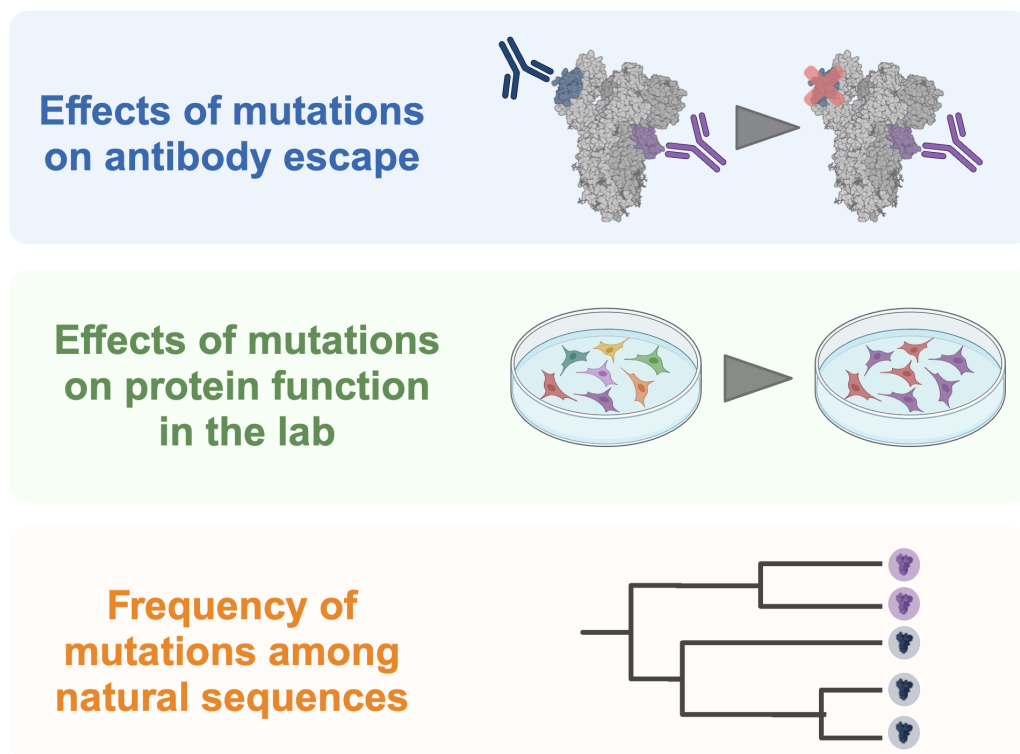 Effects of mutations
on antibody escape
Effects of mutations
on protein function
in the lab
Frequency of
mutations among
natural sequences